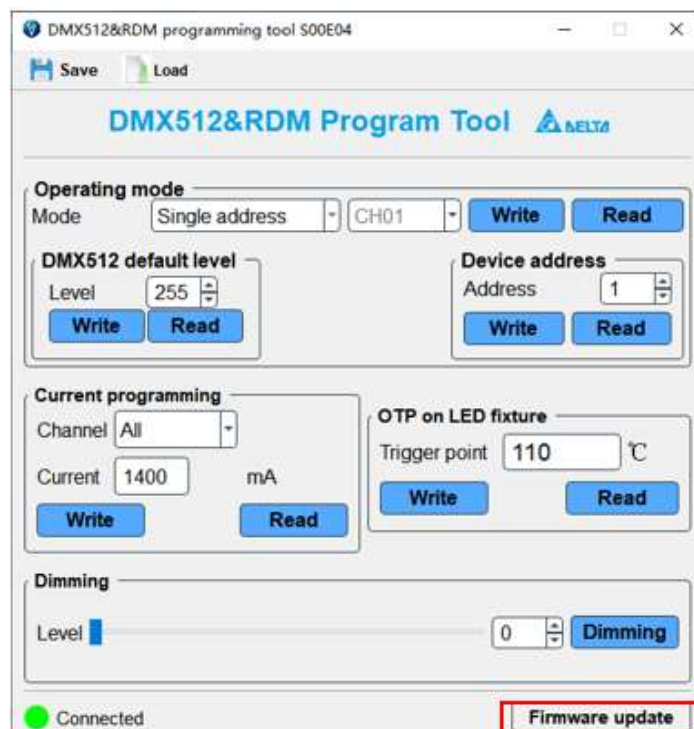 DMX512&RDM programming tool S00E04
Save Load
DMX512&RDM Program Tool DELTA
Operating mode
Mode Single address CH01 Write Read
DMX512 default level
Level 255
Write Read
Device address
Address 1
Write Read
Current programming
Channel All
Current 1400 mA
Write Read
OTP on LED fixture
Trigger point 110 ℃
Write Read
Dimming
Level 0 Dimming
Connected Firmware update